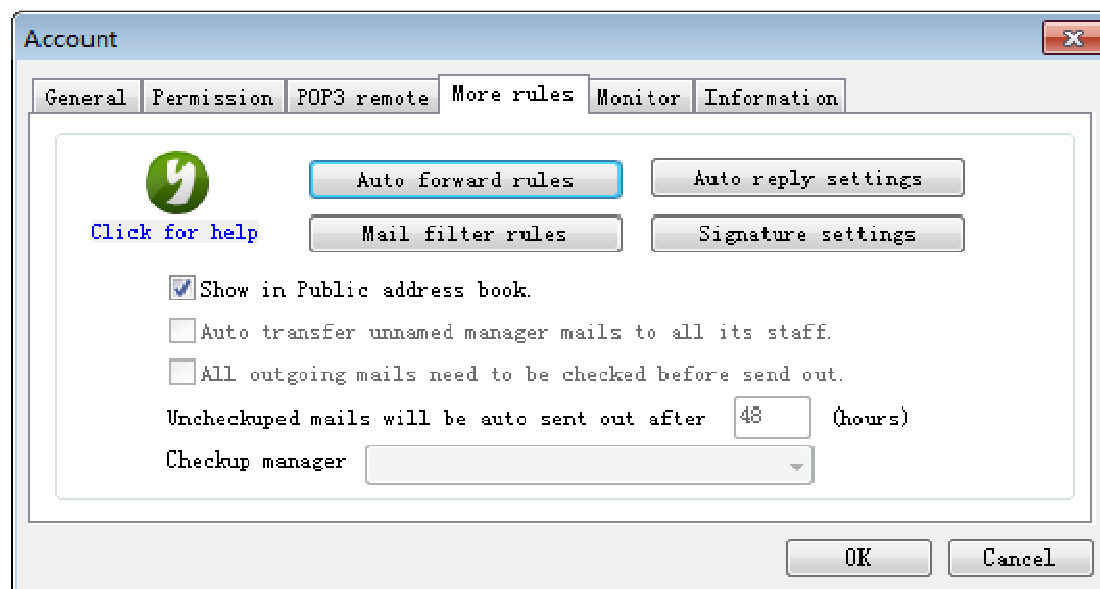 Account
General Permission POP3 remote More rules Monitor Information
Auto forward rules Auto reply settings
Click for help Mail filter rules Signature settings
Show in Public address book.
Auto transfer unnamed manager mails to all its staff.
All outgoing mails need to be checked before send out.
Uncheckuped mails will be auto sent out after 48 (hours)
Checkup manager
OK Cancel